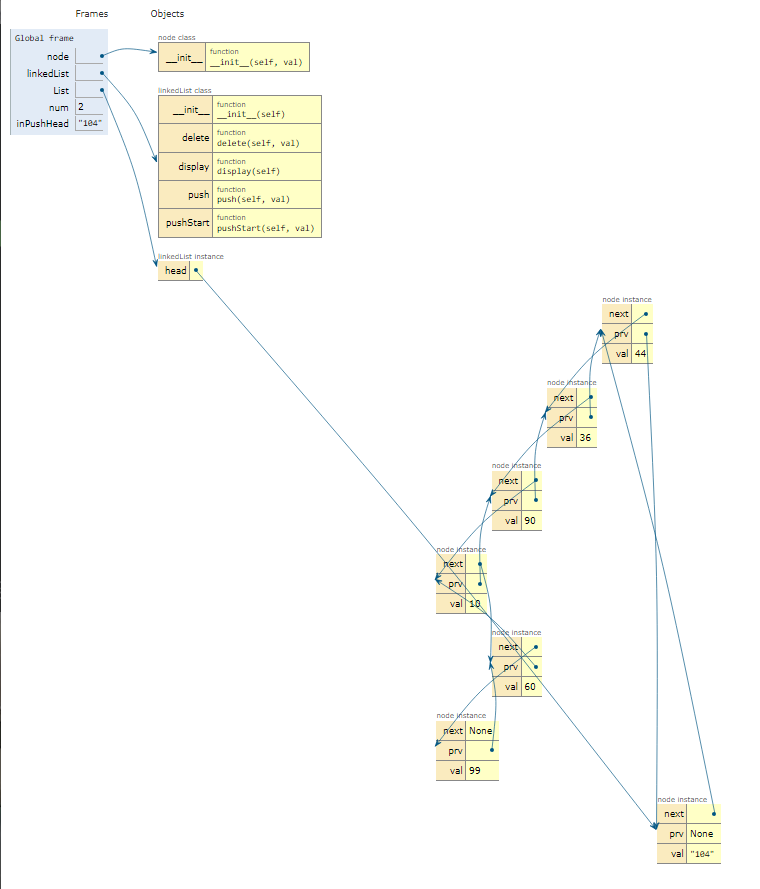 Frames Objects
Global frame
node
linkedList
List
num 2
inPushHead "104"
node class
__init__ function
__init__(self, val)
linkedList class
__init__ function
__init__(self)
delete function
delete(self, val)
display function
display(self)
push function
push(self, val)
pushStart function
pushStart(self, val)
linkedList instance
head
node instance
next
prv
val 44
node instance
next
prv
val 36
node instance
next
prv
val 90
node instance
next
prv
val 10
node instance
next
prv
val 60
node instance
next None
prv
val 99
node instance
next
prv None
val "104"